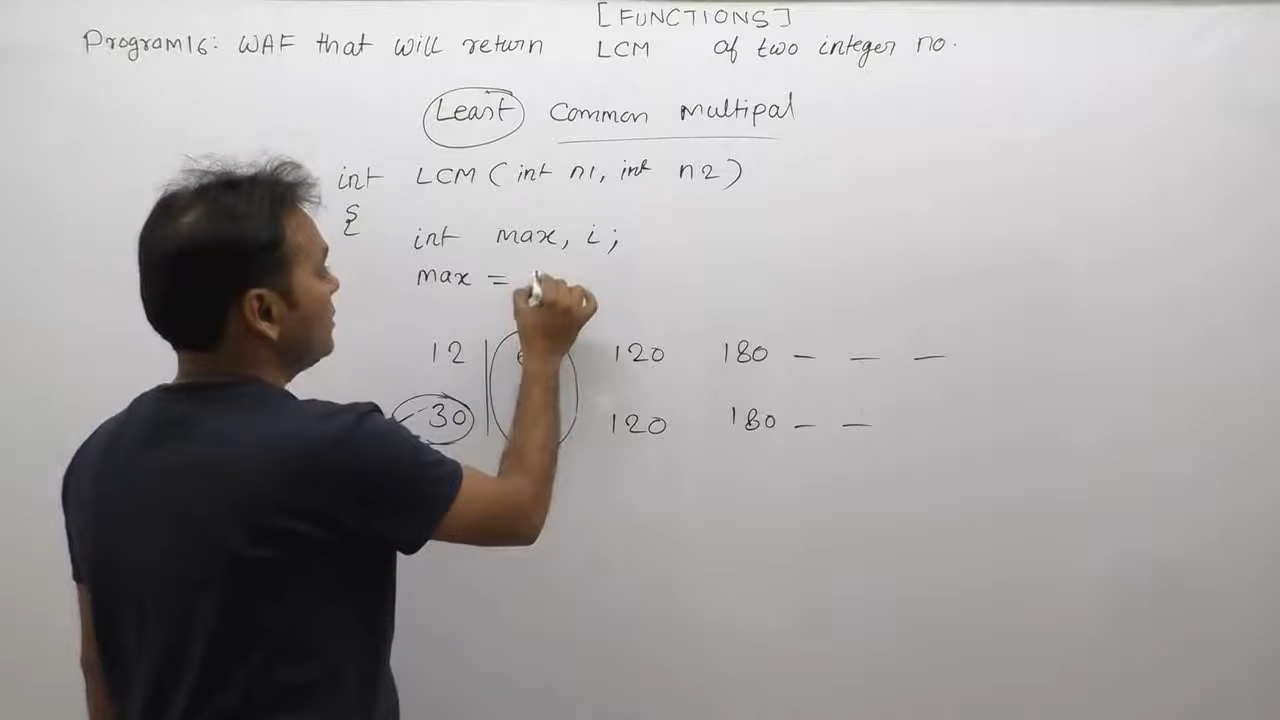 [FUNCTIONS]
Program16: WAF that will return LCM of two integer no.
Least Common Multipal
int LCM (int n1, int n2)
{
int max, i;
max =
12 120 180 - - -
30 120 180 - -